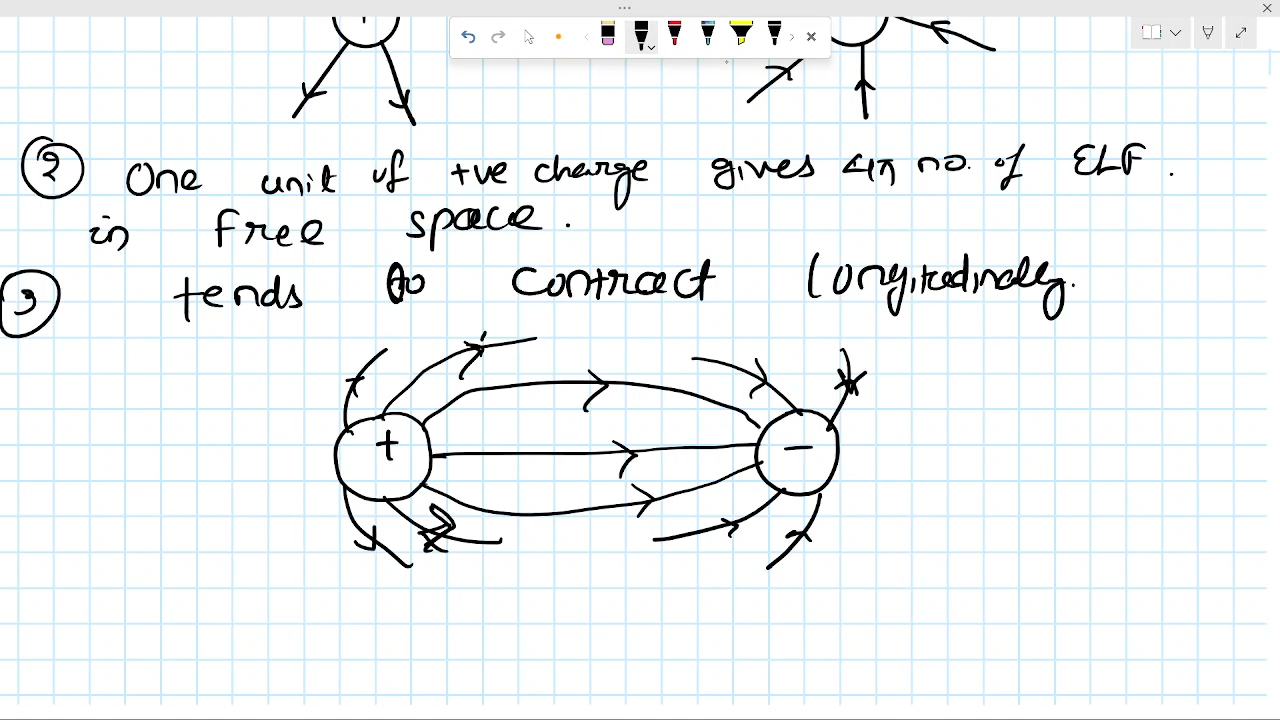 +
② One unit of +ve charge gives 4π no. of ELF.
in free space.
③ tends to contract longitudinally.
+ −